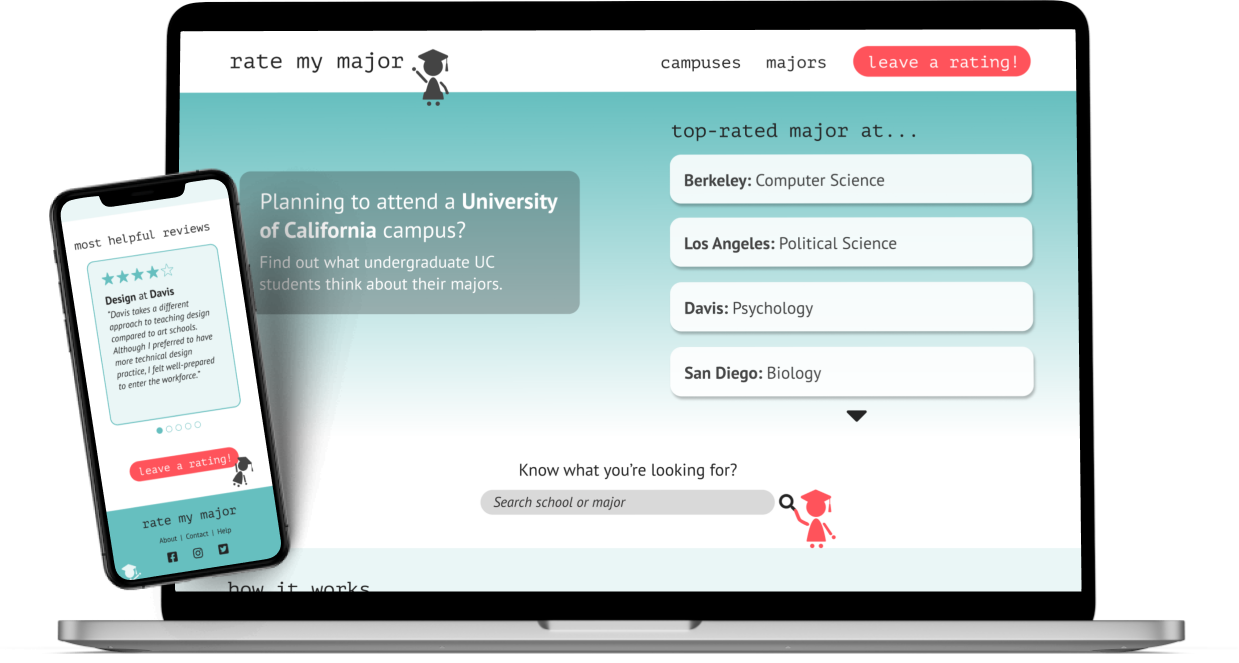 rate my major
campuses
majors
leave a rating!
Planning to attend a University
of California campus?
Find out what undergraduate UC
students think about their majors.
top-rated major at...
Berkeley: Computer Science
Los Angeles: Political Science
Davis: Psychology
San Diego: Biology
Know what you're looking for?
Search school or major
how it works
most helpful reviews
Design at Davis
"Davis takes a different
approach to teaching design
compared to art schools.
Although I preferred to have
more technical design
practice, I felt well-prepared
to enter the workforce."
leave a rating!
rate my major
About | Contact | Help